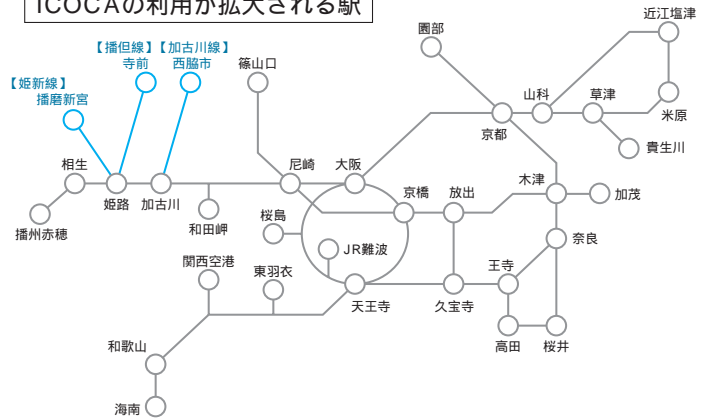 ICOCAの利用が拡大される駅
近江塩津
園部
【播但線】【加古川線】
寺前
西脇市
篠山口
【姫新線】
播磨新宮
山科
草津
米原
京都
貴生川
相生
尼崎
大阪
京橋
放出
木津
加茂
姫路
加古川
和田岬
桜島
播州赤穂
JR難波
奈良
関西空港
東羽衣
王寺
天王寺
久宝寺
高田
桜井
和歌山
海南